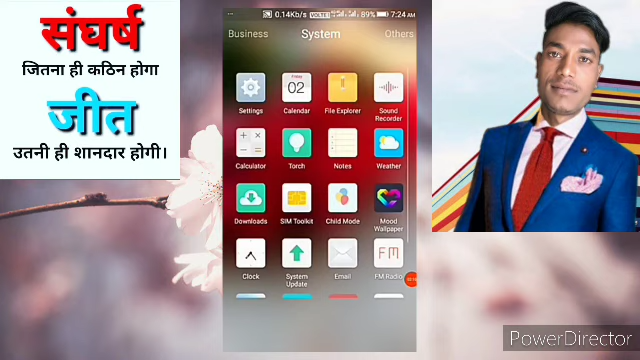 संघर्ष
जितना ही कठिन होगा
जीत
उतनी ही शानदार होगी।
0.14Kb/s VOLTE 89% 7:24 AM
Business System Others
Friday
02
Settings Calendar File Explorer Sound Recorder
Calculator Torch Notes Weather
Downloads SIM Toolkit Child Mode Mood Wallpaper
FM
Clock System Update Email FM Radio
PowerDirector